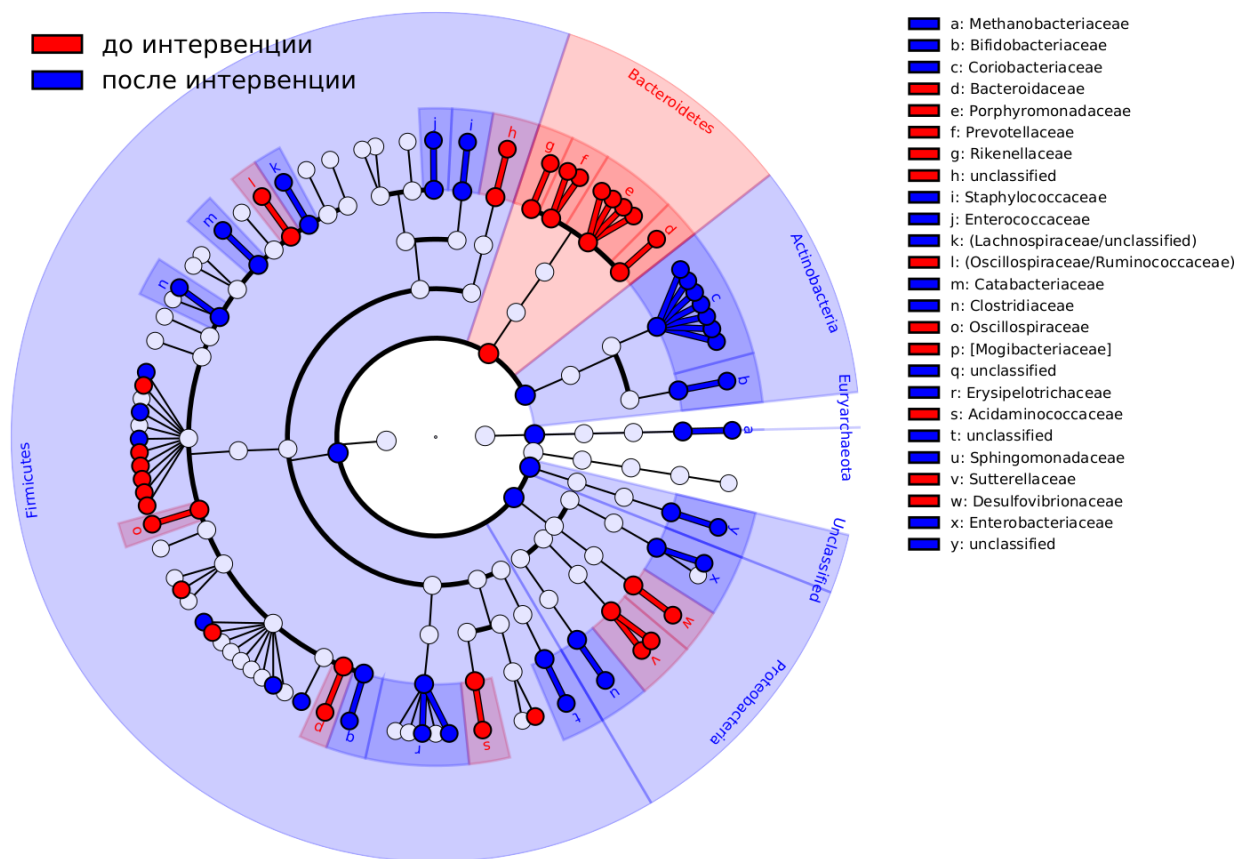 до интервенции
после интервенции
Bacteroidetes
Actinobacteria
Euryarchaeota
Unclassified
Proteobacteria
Firmicutes
a
b
c
d
e
f
g
h
i
j
k
l
m
n
o
p
q
r
s
t
u
v
w
x
y
a: Methanobacteriaceae
b: Bifidobacteriaceae
c: Coriobacteriaceae
d: Bacteroidaceae
e: Porphyromonadaceae
f: Prevotellaceae
g: Rikenellaceae
h: unclassified
i: Staphylococcaceae
j: Enterococcaceae
k: (Lachnospiraceae/unclassified)
l: (Oscillospiraceae/Ruminococcaceae)
m: Catabacteriaceae
n: Clostridiaceae
o: Oscillospiraceae
p: [Mogibacteriaceae]
q: unclassified
r: Erysipelotrichaceae
s: Acidaminococcaceae
t: unclassified
u: Sphingomonadaceae
v: Sutterellaceae
w: Desulfovibrionaceae
x: Enterobacteriaceae
y: unclassified